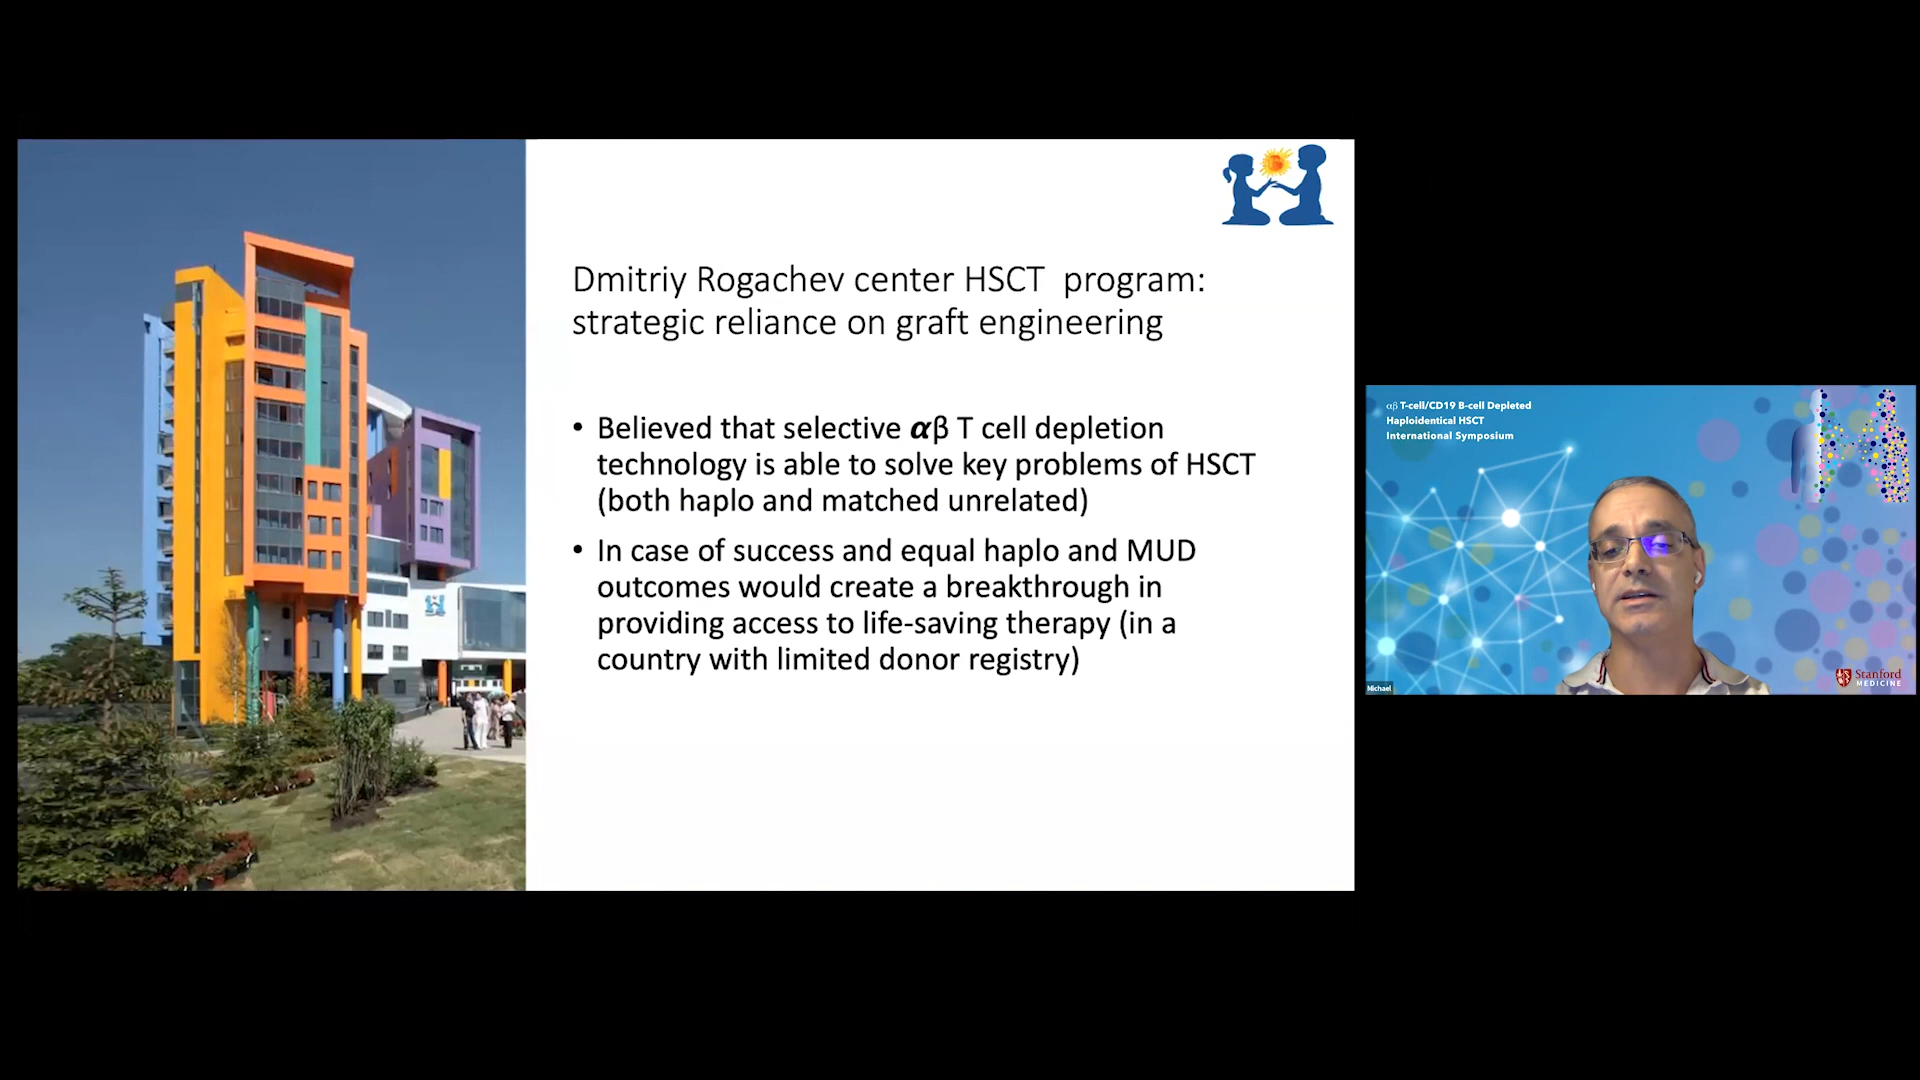 Dmitriy Rogachev center HSCT program:
strategic reliance on graft engineering
• Believed that selective αβ T cell depletion
technology is able to solve key problems of HSCT
(both haplo and matched unrelated)
• In case of success and equal haplo and MUD
outcomes would create a breakthrough in
providing access to life-saving therapy (in a
country with limited donor registry)
αβ T-cell/CD19 B-cell Depleted
Haploidentical HSCT
International Symposium
Michael
Stanford
MEDICINE